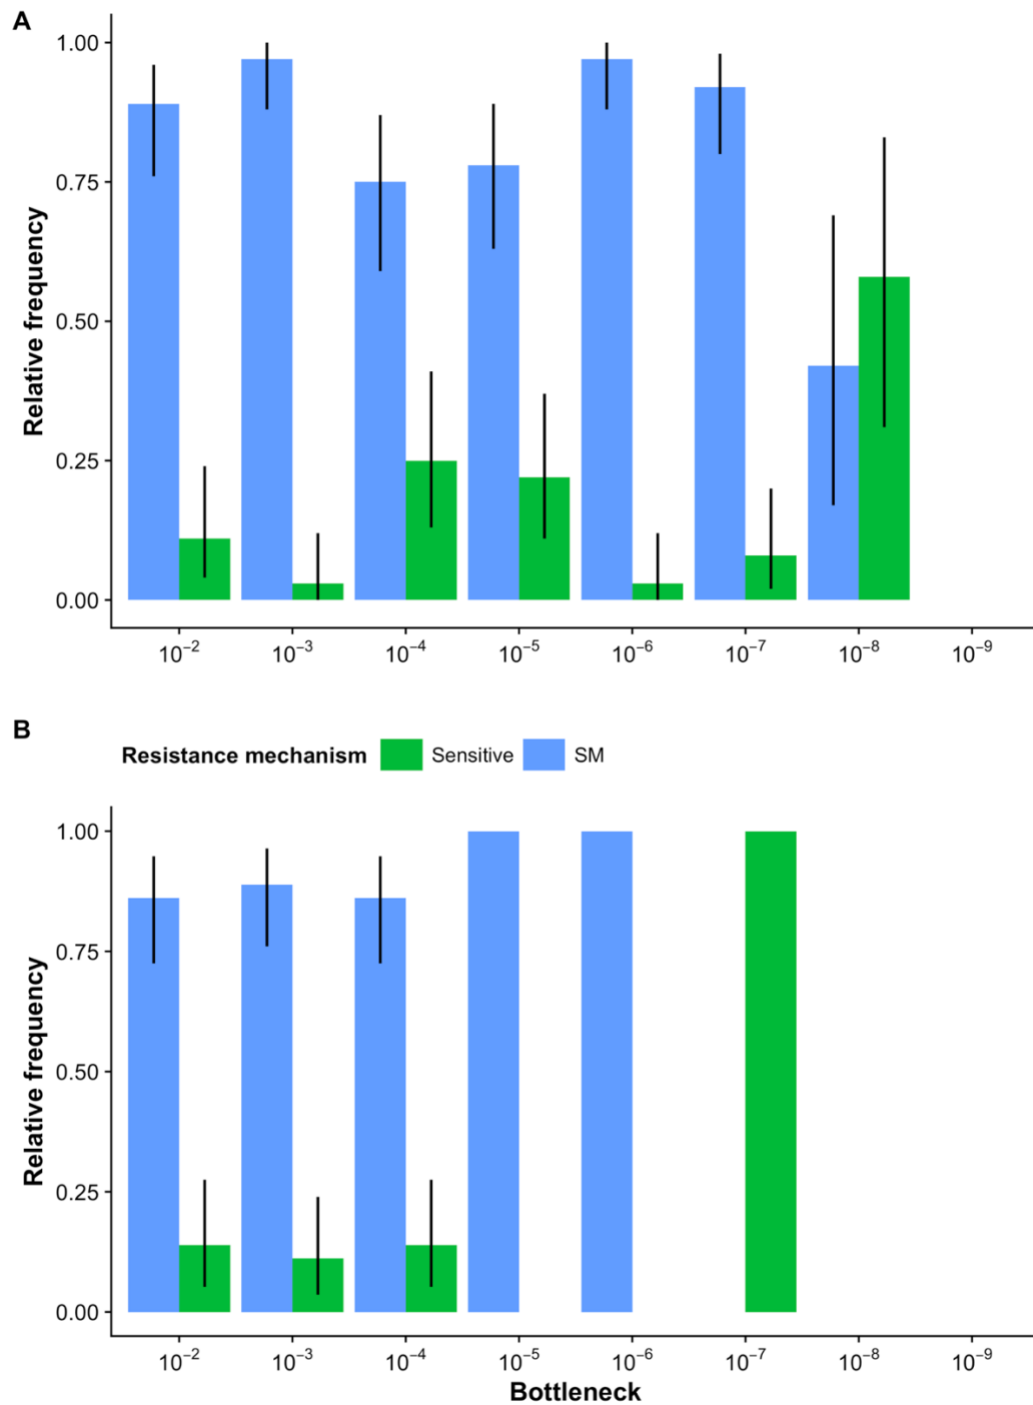 A
Relative frequency
1.00
0.75
0.50
0.25
0.00
10⁻² 10⁻³ 10⁻⁴ 10⁻⁵ 10⁻⁶ 10⁻⁷ 10⁻⁸ 10⁻⁹
B
Resistance mechanism Sensitive SM
Relative frequency
1.00
0.75
0.50
0.25
0.00
10⁻² 10⁻³ 10⁻⁴ 10⁻⁵ 10⁻⁶ 10⁻⁷ 10⁻⁸ 10⁻⁹
Bottleneck